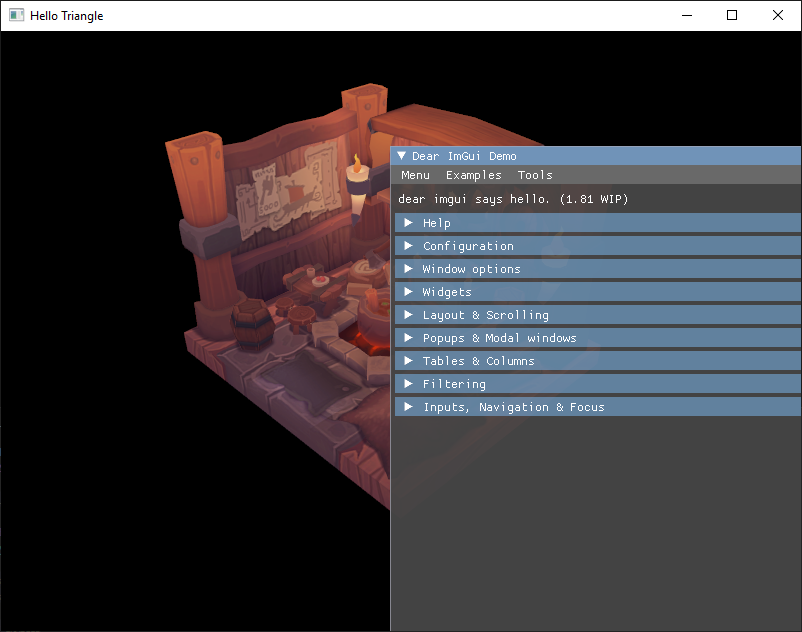 Hello Triangle
Dear ImGui Demo
Menu Examples Tools
dear imgui says hello. (1.81 WIP)
Help
Configuration
Window options
Widgets
Layout & Scrolling
Popups & Modal windows
Tables & Columns
Filtering
Inputs, Navigation & Focus